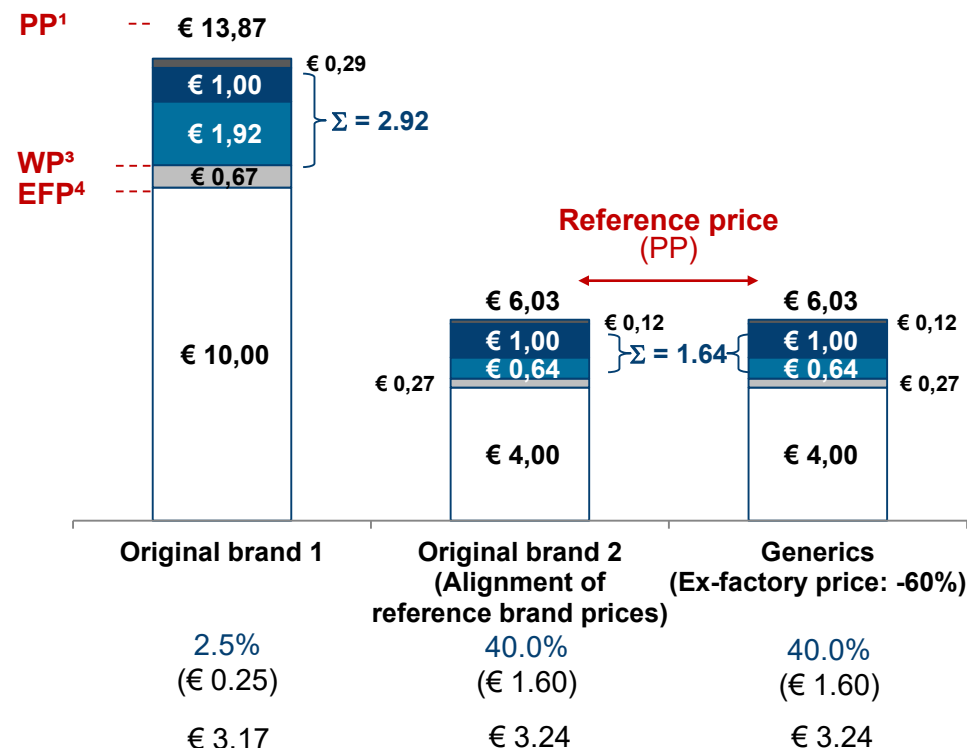 PP¹
€ 13,87
€ 0,29
€ 1,00
€ 1,92
Σ = 2.92
WP³
€ 0,67
EFP⁴
€ 10,00
Reference price
(PP)
€ 6,03
€ 6,03
€ 0,12
€ 0,12
€ 1,00
Σ = 1.64
€ 1,00
€ 0,64
€ 0,64
€ 0,27
€ 0,27
€ 4,00
€ 4,00
Original brand 1
Original brand 2
(Alignment of
reference brand prices)
Generics
(Ex-factory price: -60%)
2.5%
40.0%
40.0%
(€ 0.25)
(€ 1.60)
(€ 1.60)
€ 3.17
€ 3.24
€ 3.24